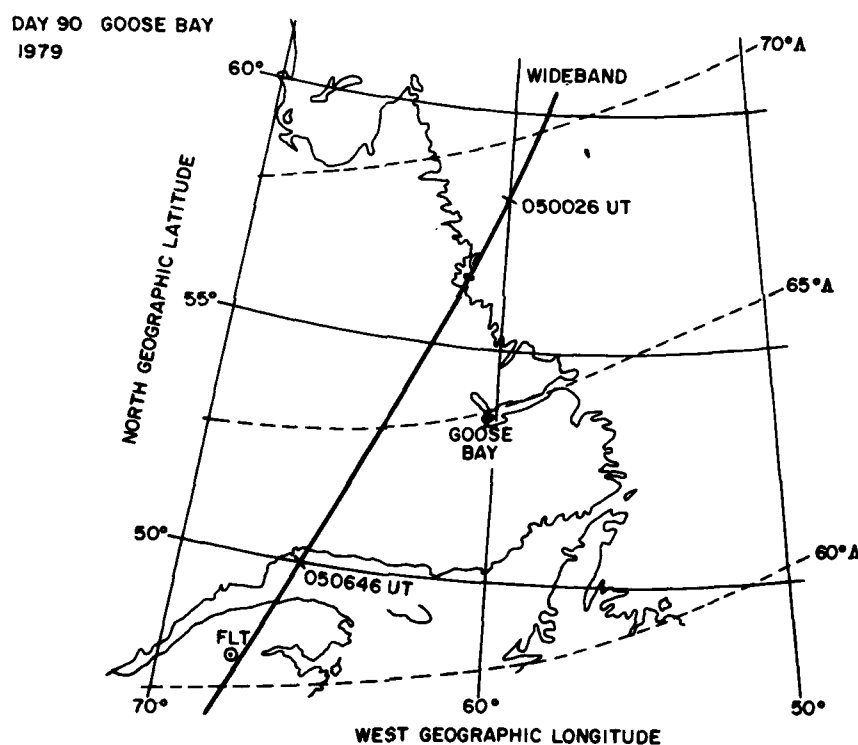 DAY 90 GOOSE BAY
1979
70°Λ
60°
WIDEBAND
050026 UT
65°Λ
55°
NORTH GEOGRAPHIC LATITUDE
GOOSE
BAY
50°
60°Λ
050646 UT
FLT
70°
60°
50°
WEST GEOGRAPHIC LONGITUDE